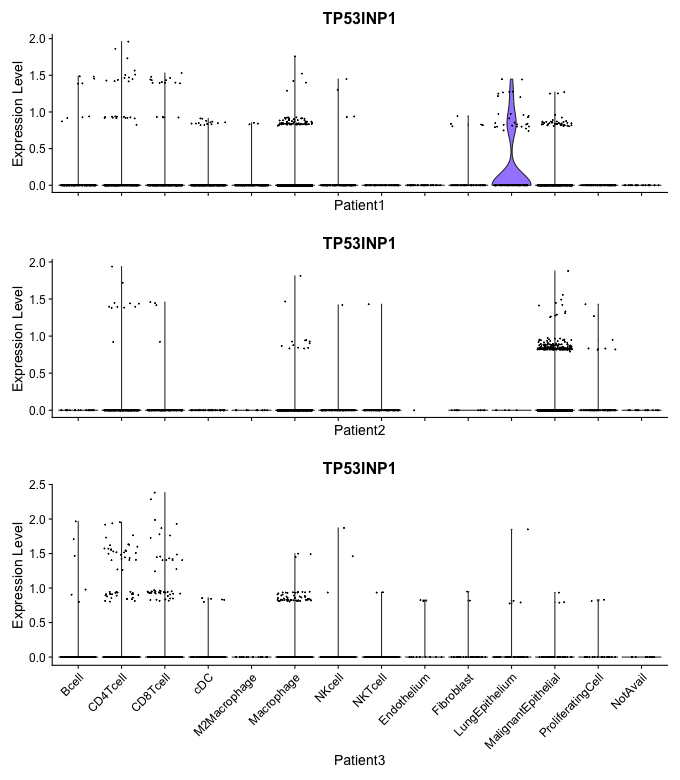 TP53INP1
Expression Level
2.0
1.5
1.0
0.5
0.0
Patient1
TP53INP1
Expression Level
2.0
1.5
1.0
0.5
0.0
Patient2
TP53INP1
Expression Level
2.5
2.0
1.5
1.0
0.5
0.0
Bcell
CD4Tcell
CD8Tcell
cDC
M2Macrophage
Macrophage
NKcell
NKTcell
Endothelium
Fibroblast
LungEpithelium
MalignantEpithelial
ProliferatingCell
NotAvail
Patient3